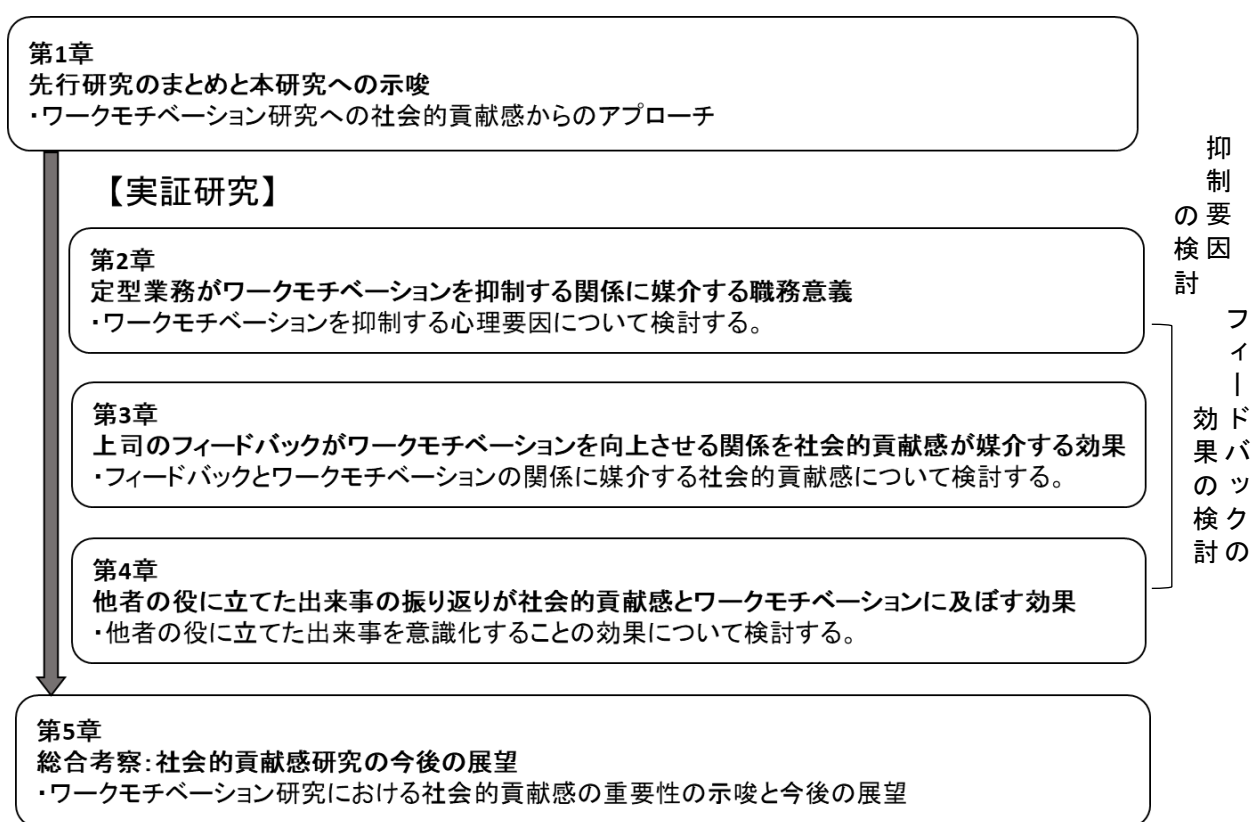 第1章
先行研究のまとめと本研究への示唆
・ワークモチベーション研究への社会的貢献感からのアプローチ
【実証研究】
第2章
定型業務がワークモチベーションを抑制する関係に媒介する職務意義
・ワークモチベーションを抑制する心理要因について検討する。
抑制要因
の検討
第3章
上司のフィードバックがワークモチベーションを向上させる関係を社会的貢献感が媒介する効果
・フィードバックとワークモチベーションの関係に媒介する社会的貢献感について検討する。
第4章
他者の役に立てた出来事の振り返りが社会的貢献感とワークモチベーションに及ぼす効果
・他者の役に立てた出来事を意識化することの効果について検討する。
フィードバックの
効果の検討
第5章
総合考察：社会的貢献感研究の今後の展望
・ワークモチベーション研究における社会的貢献感の重要性の示唆と今後の展望